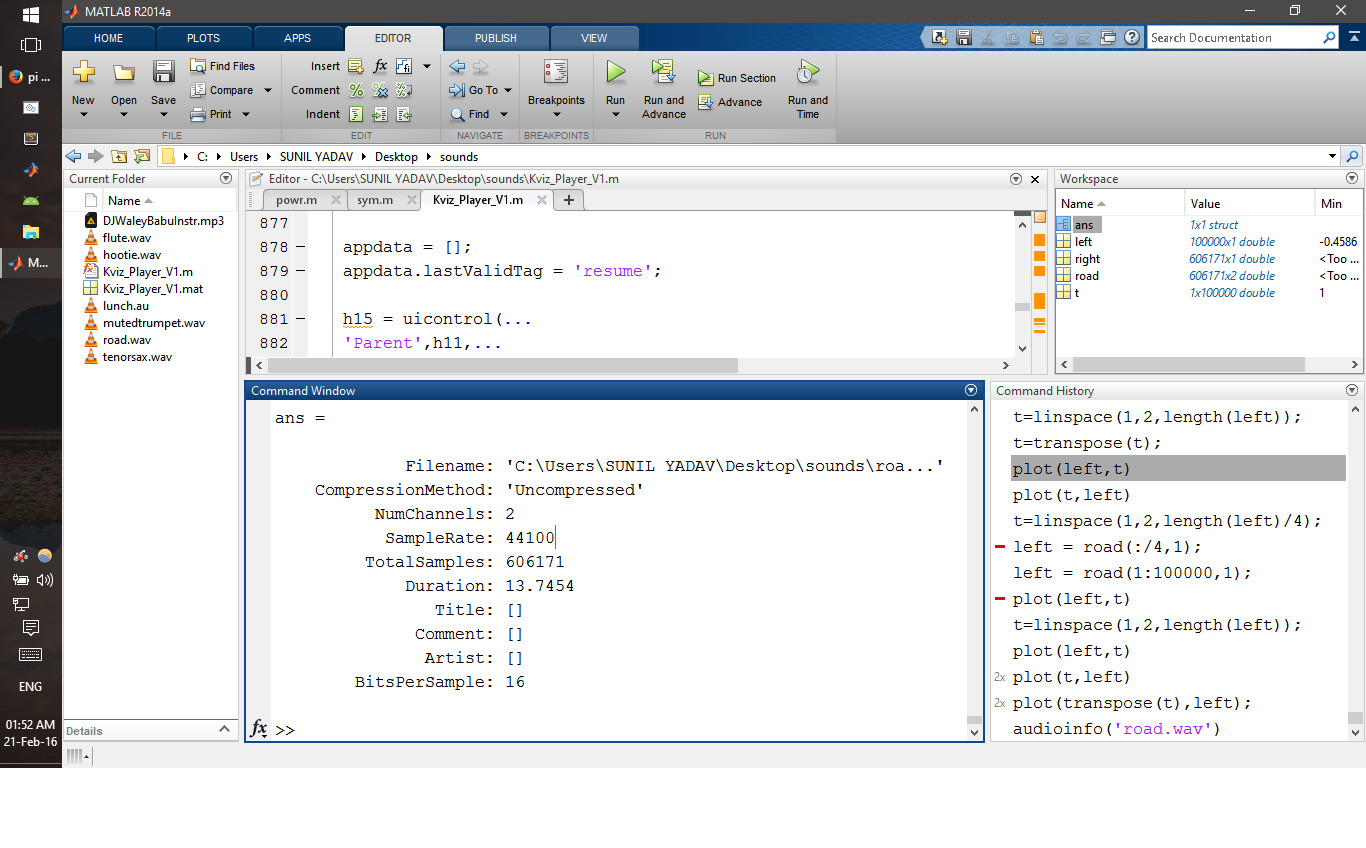 MATLAB R2014a
HOME PLOTS APPS EDITOR PUBLISH VIEW
Search Documentation
Find Files
Insert
Run Section
New Open Save
Compare
Comment
Go To
Breakpoints
Run
Run and Advance
Advance
Run and Time
Print
Indent
Find
FILE EDIT NAVIGATE BREAKPOINTS RUN
pi ...
M...
C: Users SUNIL YADAV Desktop sounds
Current Folder
Name
DJWaleyBabuInstr.mp3
flute.wav
hootie.wav
Kviz_Player_V1.m
Kviz_Player_V1.mat
lunch.au
mutedtrumpet.wav
road.wav
tenorsax.wav
Details
Editor - C:\Users\SUNIL YADAV\Desktop\sounds\Kviz_Player_V1.m
powr.m sym.m Kviz_Player_V1.m
877
878 appdata = [];
879 appdata.lastValidTag = 'resume';
880
881 h15 = uicontrol(...
882 'Parent',h11,...
Workspace
Name Value Min
ans 1x1 struct
left 100000x1 double -0.4586
right 606171x1 double <Too ...
road 606171x2 double <Too ...
t 1x100000 double 1
Command Window
ans =
Filename: 'C:\Users\SUNIL YADAV\Desktop\sounds\roa...'
CompressionMethod: 'Uncompressed'
NumChannels: 2
SampleRate: 44100
TotalSamples: 606171
Duration: 13.7454
Title: []
Comment: []
Artist: []
BitsPerSample: 16
fx >>
Command History
t=linspace(1,2,length(left));
t=transpose(t);
plot(left,t)
plot(t,left)
t=linspace(1,2,length(left)/4);
left = road(:/4,1);
left = road(1:100000,1);
plot(left,t)
t=linspace(1,2,length(left));
plot(left,t)
2x plot(t,left)
2x plot(transpose(t),left);
audioinfo('road.wav')
ENG
01:52 AM
21-Feb-16